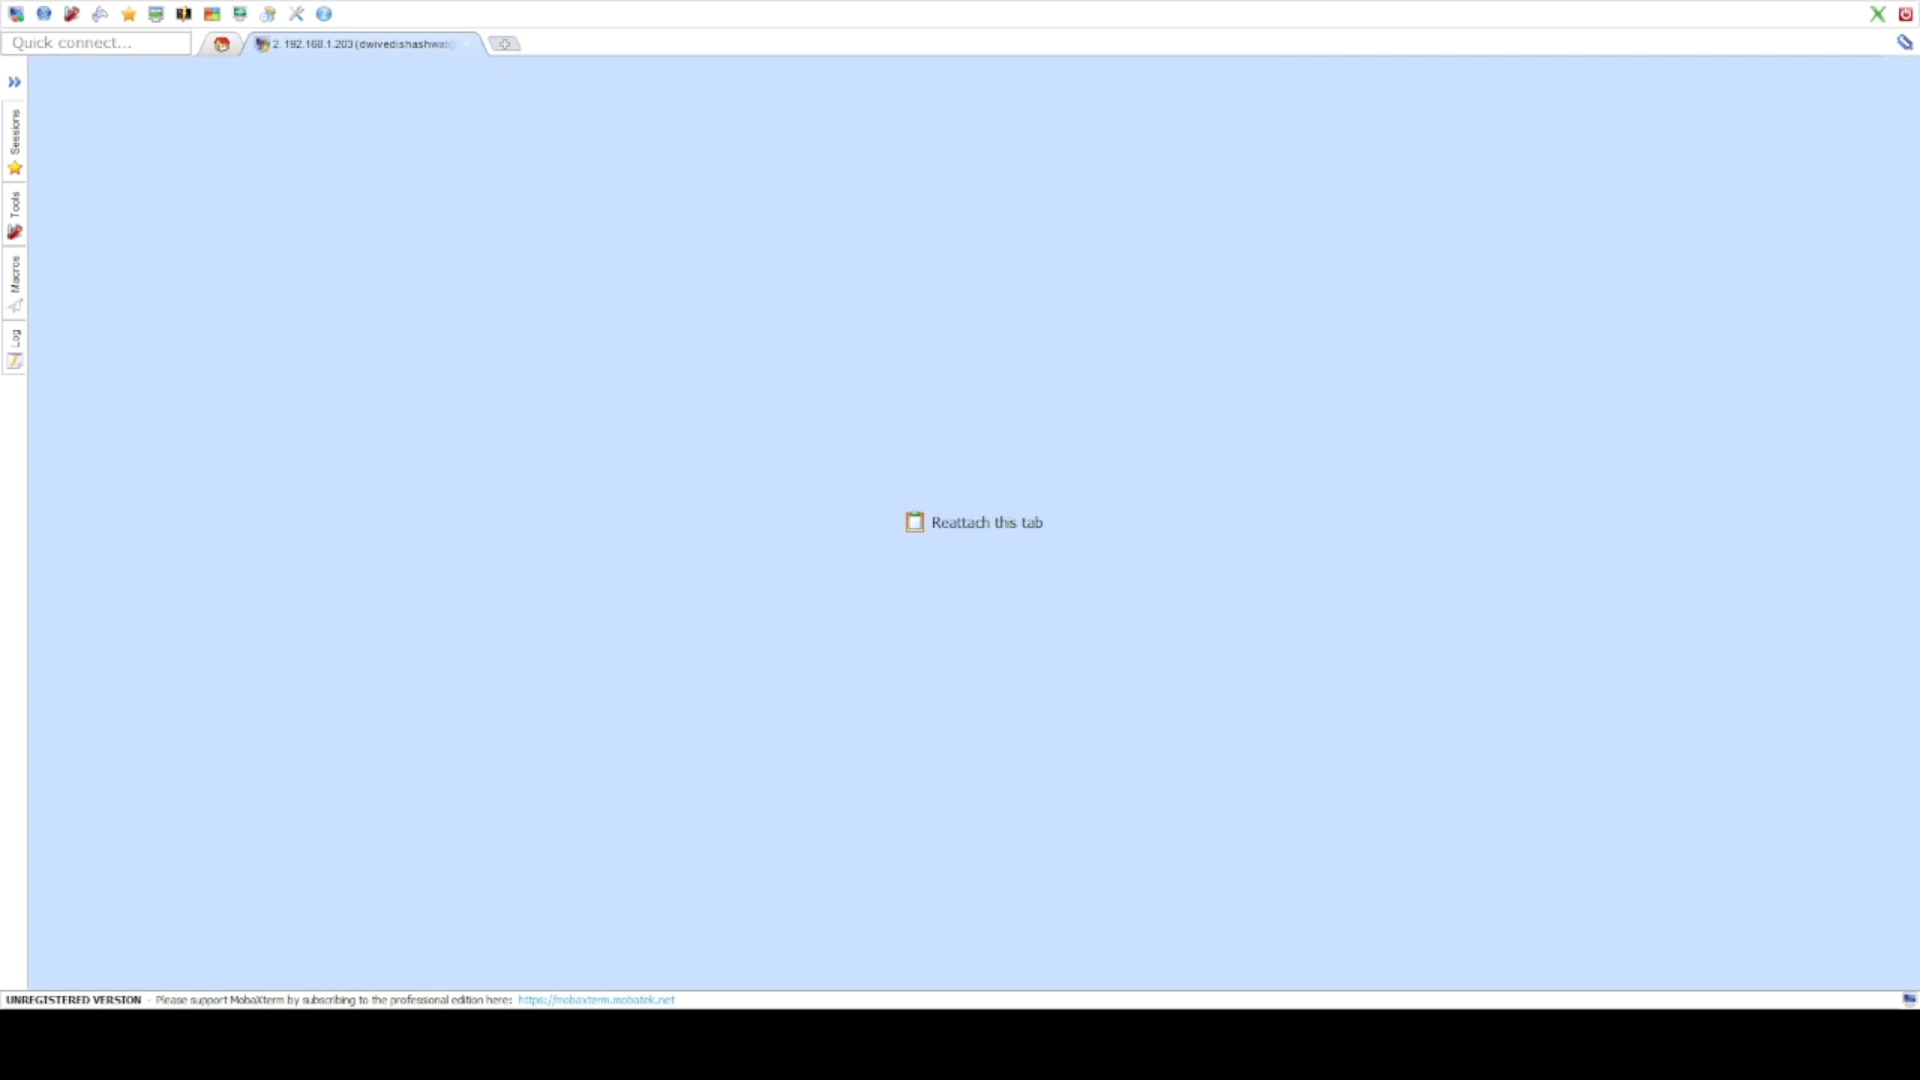 Quick connect...
2. 192.168.1.203 (dwivedishashwat
Sessions
Tools
Macros
Log
Reattach this tab
UNREGISTERED VERSION - Please support MobaXterm by subscribing to the professional edition here: https://mobaxterm.mobatek.net